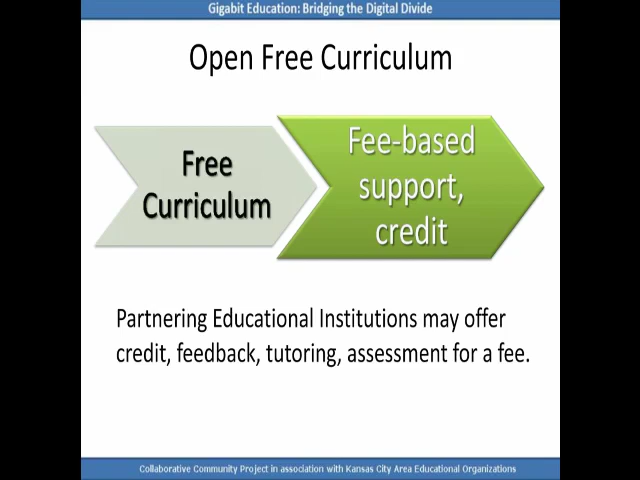 Gigabit Education: Bridging the Digital Divide
Open Free Curriculum
Free
Curriculum
Fee-based
support,
credit
Partnering Educational Institutions may offer
credit, feedback, tutoring, assessment for a fee.
Collaborative Community Project in association with Kansas City Area Educational Organizations